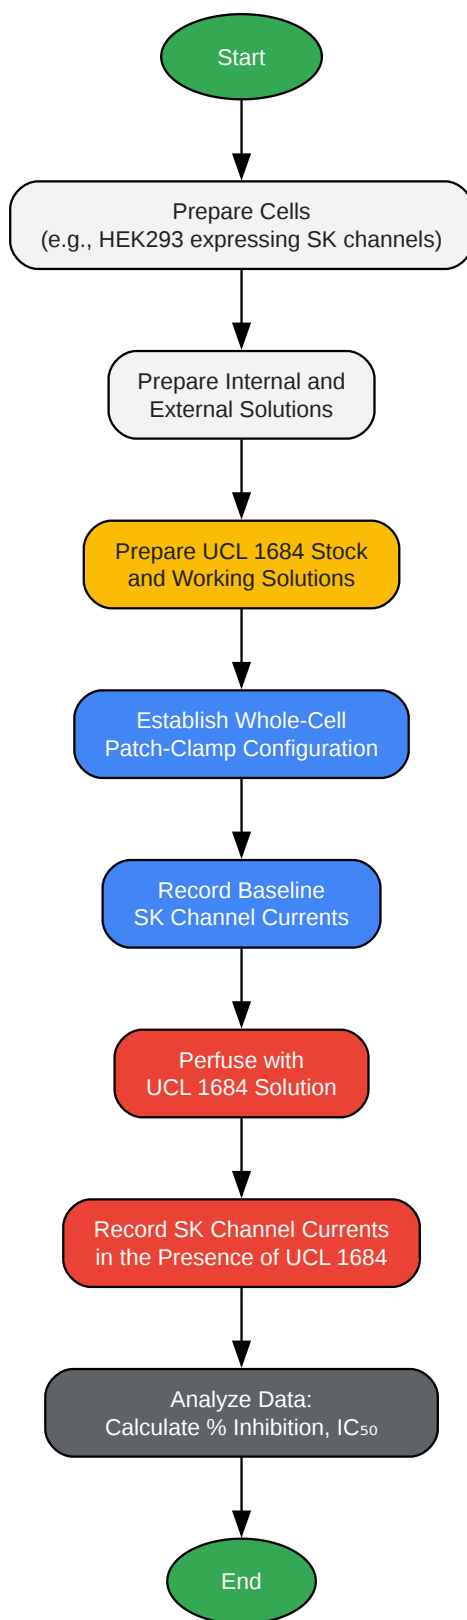 Start
Prepare Cells
(e.g., HEK293 expressing SK channels)
Prepare Internal and
External Solutions
Prepare UCL 1684 Stock
and Working Solutions
Establish Whole-Cell
Patch-Clamp Configuration
Record Baseline
SK Channel Currents
Perfuse with
UCL 1684 Solution
Record SK Channel Currents
in the Presence of UCL 1684
Analyze Data:
Calculate % Inhibition, IC₅₀
End